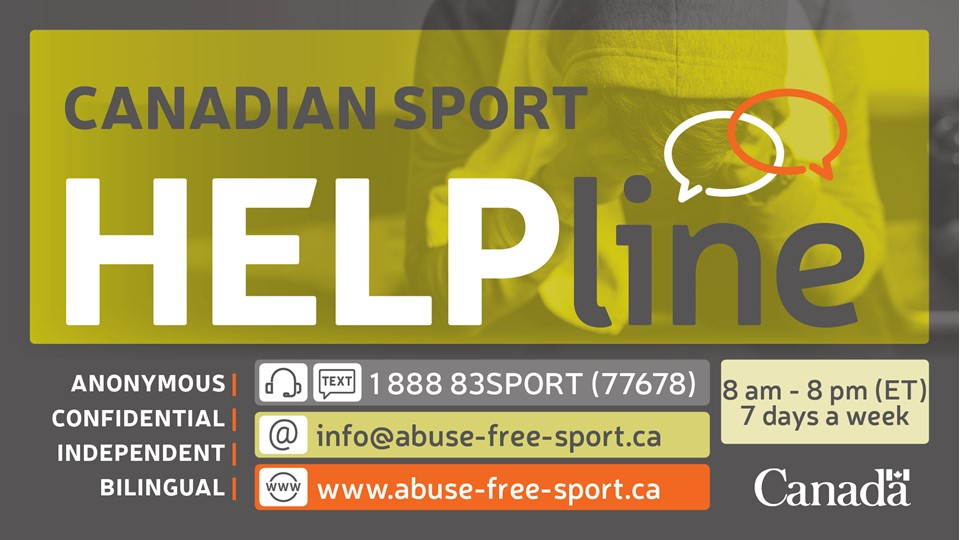 CANADIAN SPORT
HELPline
ANONYMOUS
CONFIDENTIAL
INDEPENDENT
BILINGUAL
TEXT 1 888 83SPORT (77678)
@ info@abuse-free-sport.ca
www www.abuse-free-sport.ca
8 am - 8 pm (ET)
7 days a week
Canada